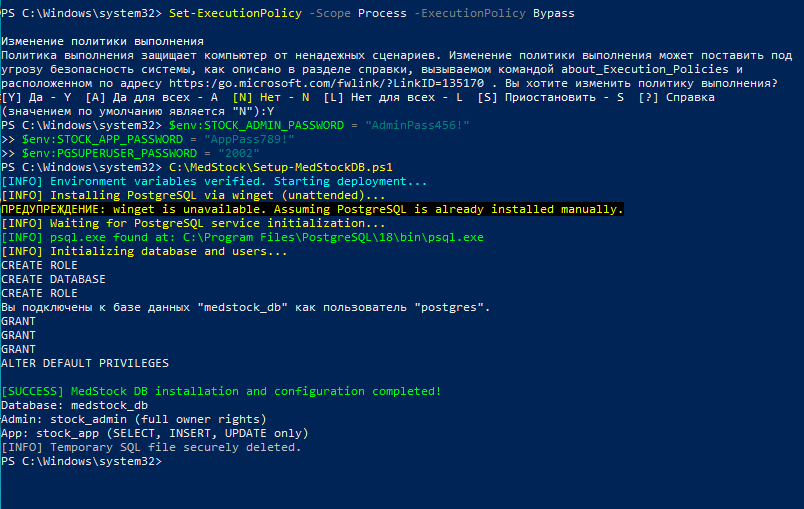 PS C:\Windows\system32> Set-ExecutionPolicy -Scope Process -ExecutionPolicy Bypass
Изменение политики выполнения
Политика выполнения защищает компьютер от ненадежных сценариев. Изменение политики выполнения может поставить под
угрозу безопасность системы, как описано в разделе справки, вызываемом командой about_Execution_Policies и
расположенном по адресу https:/go.microsoft.com/fwlink/?LinkID=135170 . Вы хотите изменить политику выполнения?
[Y] Да - Y  [A] Да для всех - A  [N] Нет - N  [L] Нет для всех - L  [S] Приостановить - S  [?] Справка
(значением по умолчанию является "N"):Y
PS C:\Windows\system32> $env:STOCK_ADMIN_PASSWORD = "AdminPass456!"
>> $env:STOCK_APP_PASSWORD = "AppPass789!"
>> $env:PGSUPERUSER_PASSWORD = "2002"
PS C:\Windows\system32> C:\MedStock\Setup-MedStockDB.ps1
[INFO] Environment variables verified. Starting deployment...
[INFO] Installing PostgreSQL via winget (unattended)...
ПРЕДУПРЕЖДЕНИЕ: winget is unavailable. Assuming PostgreSQL is already installed manually.
[INFO] Waiting for PostgreSQL service initialization...
[INFO] psql.exe found at: C:\Program Files\PostgreSQL\18\bin\psql.exe
[INFO] Initializing database and users...
CREATE ROLE
CREATE DATABASE
CREATE ROLE
Вы подключены к базе данных "medstock_db" как пользователь "postgres".
GRANT
GRANT
GRANT
ALTER DEFAULT PRIVILEGES
[SUCCESS] MedStock DB installation and configuration completed!
Database: medstock_db
Admin: stock_admin (full owner rights)
App: stock_app (SELECT, INSERT, UPDATE only)
[INFO] Temporary SQL file securely deleted.
PS C:\Windows\system32>